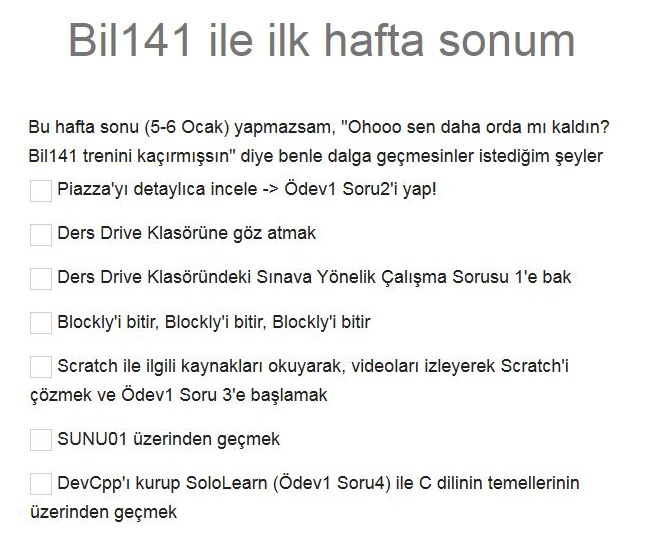 Bil141 ile ilk hafta sonum
Bu hafta sonu (5-6 Ocak) yapmazsam, "Ohooo sen daha orda mı kaldın?
Bil141 trenini kaçırmışsın" diye benle dalga geçmesinler istediğim şeyler
Piazza'yı detaylıca incele -> Ödev1 Soru2'i yap!
Ders Drive Klasörüne göz atmak
Ders Drive Klasöründeki Sınava Yönelik Çalışma Sorusu 1'e bak
Blockly'i bitir, Blockly'i bitir, Blockly'i bitir
Scratch ile ilgili kaynakları okuyarak, videoları izleyerek Scratch'i
çözmek ve Ödev1 Soru 3'e başlamak
SUNU01 üzerinden geçmek
DevCpp'ı kurup SoloLearn (Ödev1 Soru4) ile C dilinin temellerinin
üzerinden geçmek